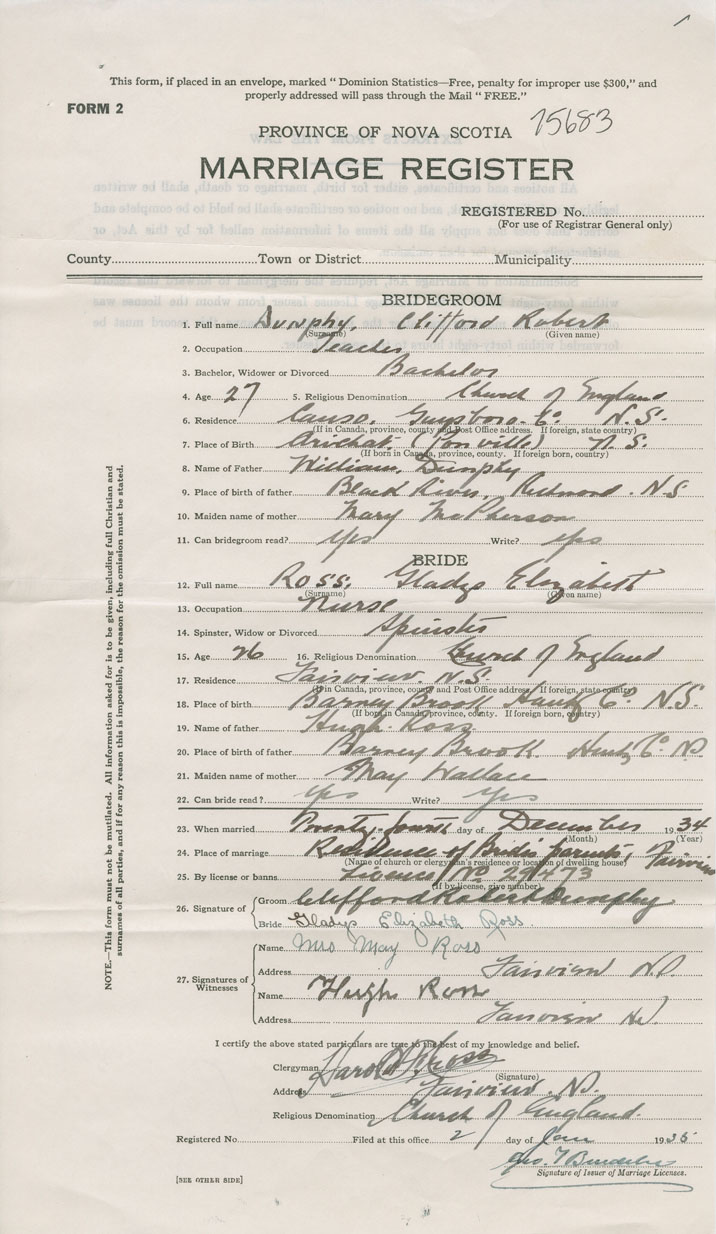 This form, if placed in an envelope, marked "Dominion Statistics—Free, penalty for improper use $300," and
properly addressed will pass through the Mail "FREE."
FORM 2
PROVINCE OF NOVA SCOTIA 75683
MARRIAGE REGISTER
REGISTERED No.
(For use of Registrar General only)
County Town or District Municipality
BRIDEGROOM
1. Full name Dunphy, Clifford Robert
(Surname) (Given name)
2. Occupation Teacher
3. Bachelor, Widower or Divorced Bachelor
4. Age 27 5. Religious Denomination Church of England
6. Residence Canso, Guysboro Co. N.S.
(If in Canada, province, county and Post Office address. If foreign, state country)
7. Place of Birth Arichat N.S.
(If born in Canada, province, county. If foreign born, country)
8. Name of Father William, Dunphy
9. Place of birth of father Black River, Redmond. N.S
10. Maiden name of mother Mary McPherson
11. Can bridegroom read? yes Write? yes
BRIDE
12. Full name Ross, Gladys Elizabeth
(Surname) (Given name)
13. Occupation Nurse
14. Spinster, Widow or Divorced Spinster
15. Age 26 16. Religious Denomination Church of England
17. Residence Fairview. N.S.
(If in Canada, province, county and Post Office address. If foreign, state country)
18. Place of birth Barney Brook Hants Co. N.S.
(If born in Canada, province, county. If foreign born, country)
19. Name of father Hugh Ross
20. Place of birth of father Barney Brook Hants Co. N.S
21. Maiden name of mother May Wallace
22. Can bride read? yes Write? yes
23. When married Twenty-fourth day of December 1934
(Month) (Year)
24. Place of marriage Residence of Bride's parents, Fairview
(Name of church or clergyman's residence or location of dwelling house)
25. By license or banns License No 29473
(If by license, give number)
26. Signature of
Groom Clifford Robert Dunphy
Bride Gladys Elizabeth Ross
27. Signatures of Witnesses
Name Mrs May Ross
Address Fairview N.S.
Name Hugh Ross
Address Fairview N.S.
I certify the above stated particulars are true to the best of my knowledge and belief.
Clergyman Harold
(Signature)
Address Fairview. N.S.
Religious Denomination Church of England
Registered No. Filed at this office 2 day of Jan 1935
Geo. T
Signature of Issuer of Marriage Licenses.
[SEE OTHER SIDE]
NOTE.—This form must not be mutilated. All information asked for is to be given, including full Christian and
surnames of all parties, and if for any reason this is impossible, the reason for the omission must be stated.